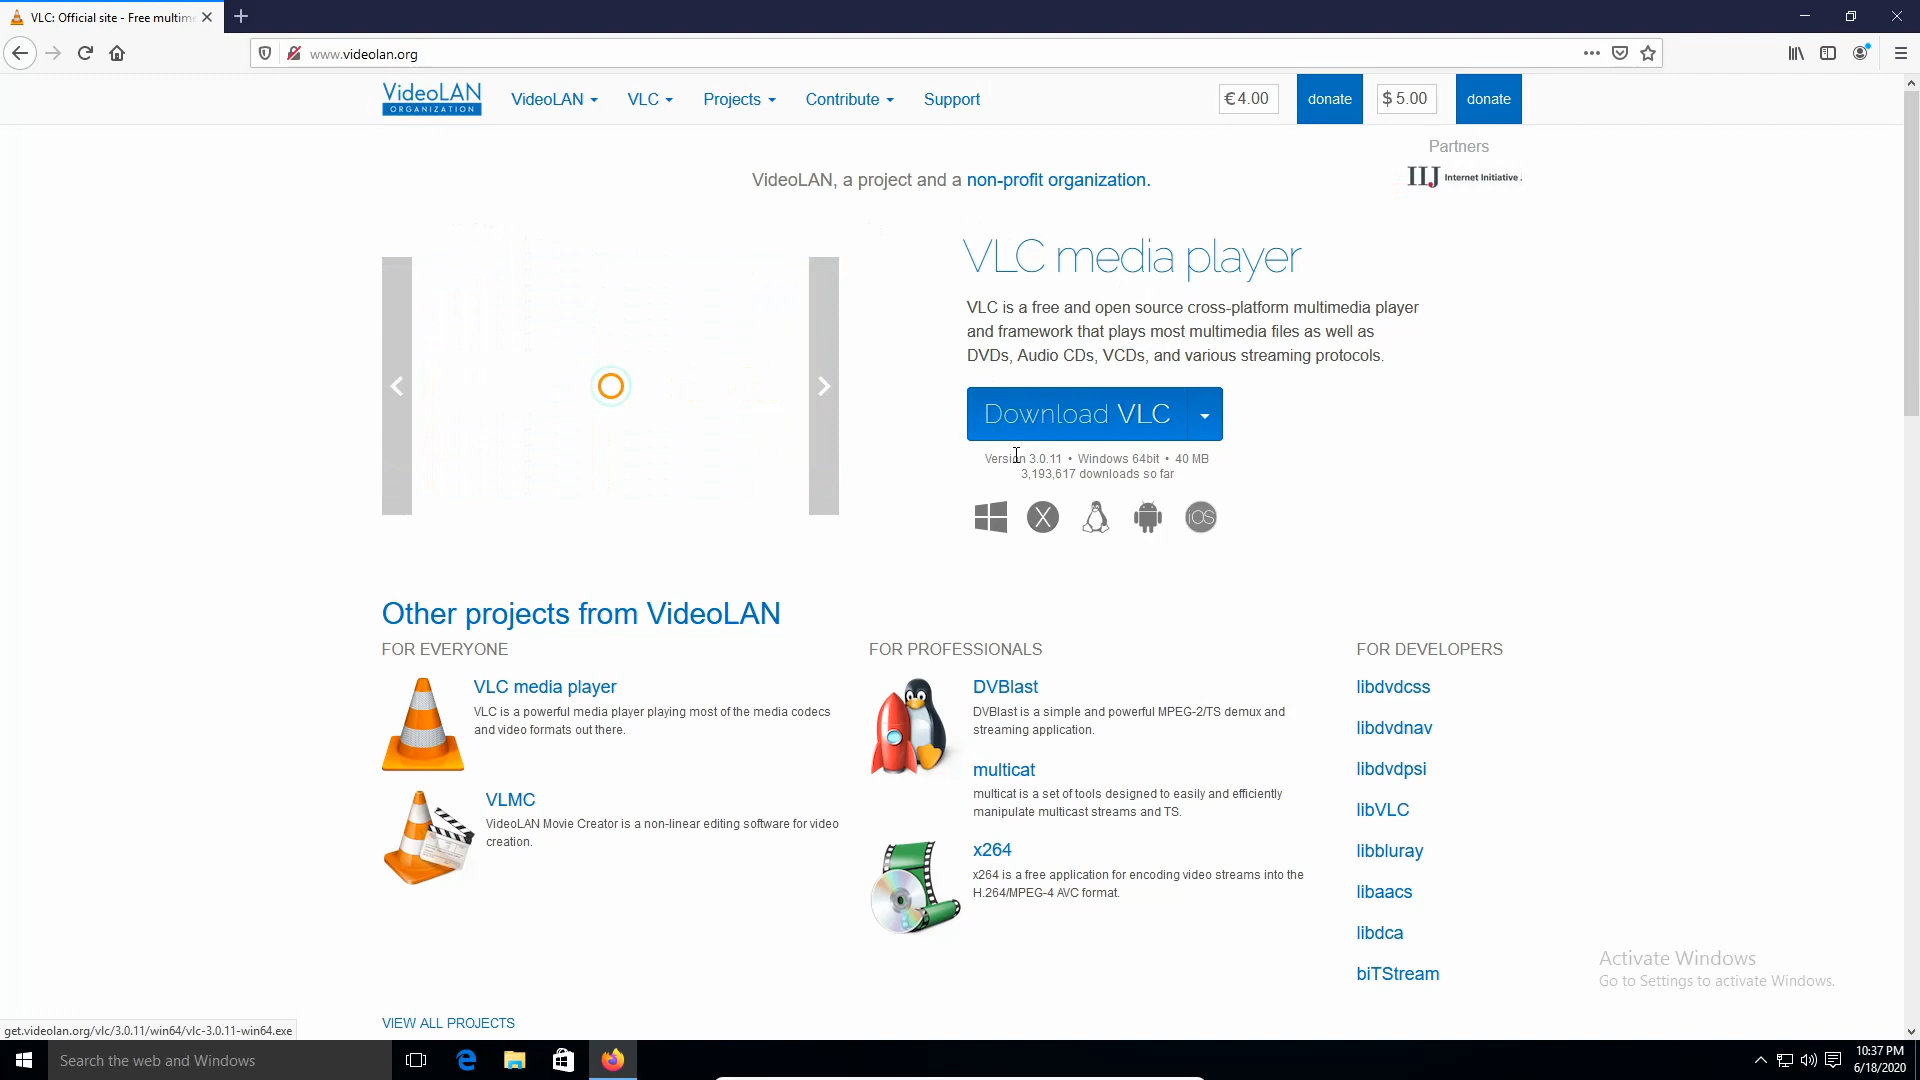 VLC: Official site - Free multim
www.videolan.org
VideoLAN
ORGANIZATION
VideoLAN
VLC
Projects
Contribute
Support
€ 4.00
donate
$ 5.00
donate
Partners
IIJ Internet Initiative .
VideoLAN, a project and a non-profit organization.
VLC media player
VLC is a free and open source cross-platform multimedia player
and framework that plays most multimedia files as well as
DVDs, Audio CDs, VCDs, and various streaming protocols.
Download VLC
Version 3.0.11 • Windows 64bit • 40 MB
3,193,617 downloads so far
X
iOS
Other projects from VideoLAN
FOR EVERYONE
VLC media player
VLC is a powerful media player playing most of the media codecs
and video formats out there.
VLMC
VideoLAN Movie Creator is a non-linear editing software for video
creation.
FOR PROFESSIONALS
DVBlast
DVBlast is a simple and powerful MPEG-2/TS demux and
streaming application.
multicat
multicat is a set of tools designed to easily and efficiently
manipulate multicast streams and TS.
x264
x264 is a free application for encoding video streams into the
H.264/MPEG-4 AVC format.
FOR DEVELOPERS
libdvdcss
libdvdnav
libdvdpsi
libVLC
libbluray
libaacs
libdca
biTStream
VIEW ALL PROJECTS
Activate Windows
Go to Settings to activate Windows.
get.videolan.org/vlc/3.0.11/win64/vlc-3.0.11-win64.exe
Search the web and Windows
10:37 PM
6/18/2020